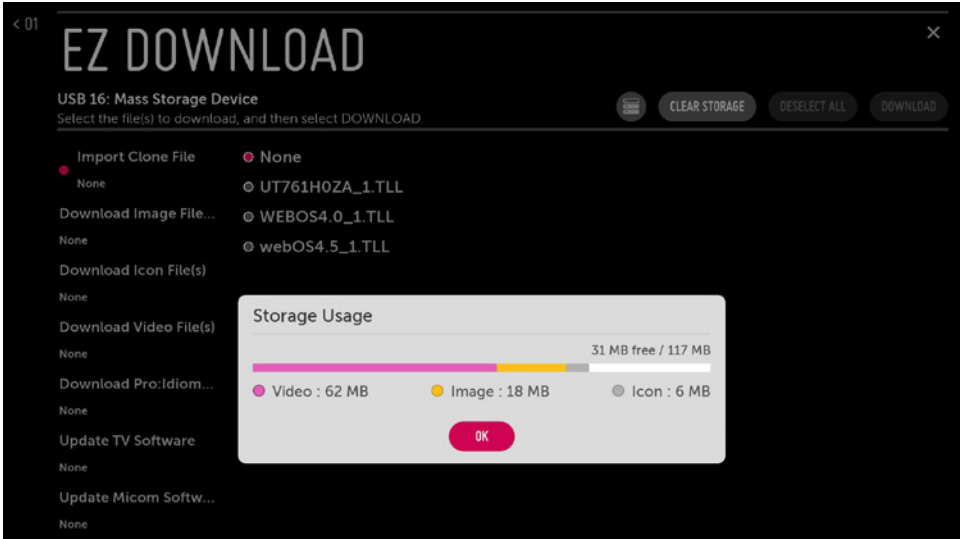 < 01
EZ DOWNLOAD
×
USB 16: Mass Storage Device
Select the file(s) to download, and then select DOWNLOAD.
CLEAR STORAGE
DESELECT ALL
DOWNLOAD
Import Clone File
None
Download Image File...
None
Download Icon File(s)
None
Download Video File(s)
None
Download Pro:Idiom...
None
Update TV Software
None
Update Micom Softw...
None
None
UT761H0ZA_1.TLL
WEBOS4.0_1.TLL
webOS4.5_1.TLL
Storage Usage
31 MB free / 117 MB
Video : 62 MB
Image : 18 MB
Icon : 6 MB
OK